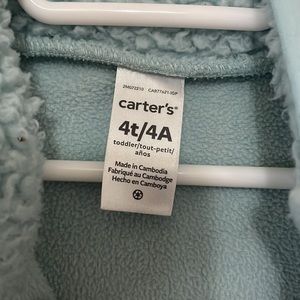 carter's®
4t/4A
toddler/tout-petit/
años
Made in Cambodia
Fabriqué au Cambodge
Hecho en Camboya